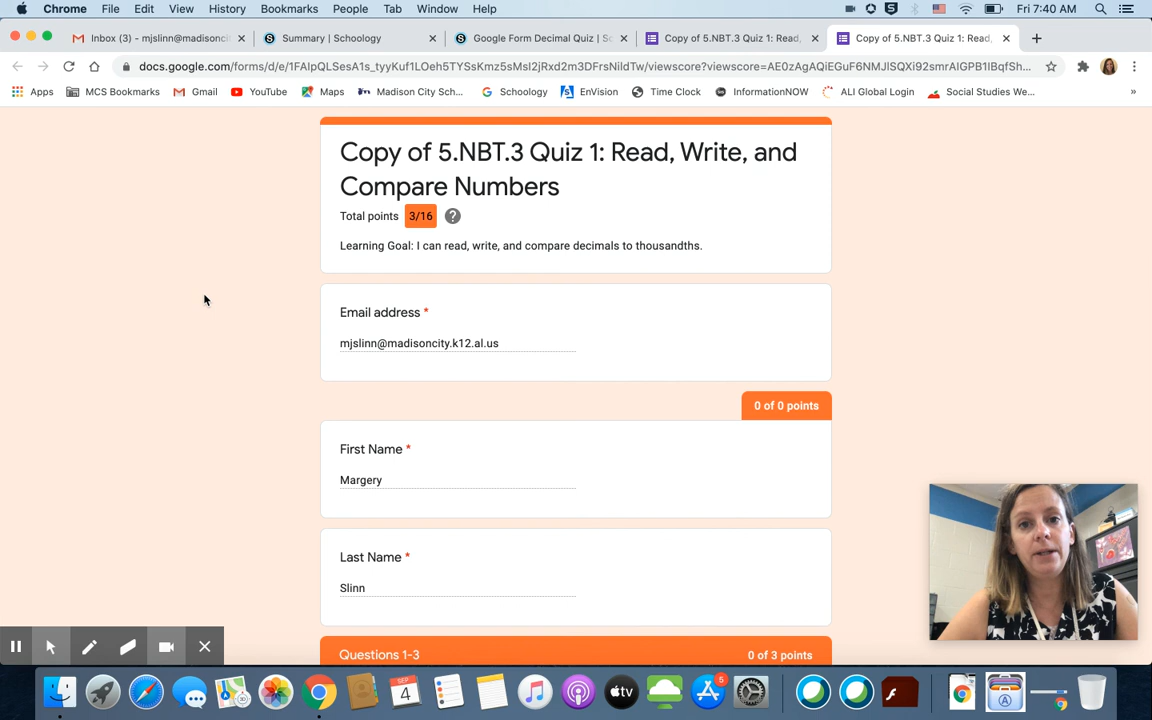 Chrome File Edit View History Bookmarks People Tab Window Help Fri 7:40 AM
Inbox (3) - mjslinn@madisonci Summary | Schoology Google Form Decimal Quiz | Sc Copy of 5.NBT.3 Quiz 1: Read, Copy of 5.NBT.3 Quiz 1: Read,
docs.google.com/forms/d/e/1FAIpQLSesA1s_tyyKuf1LOeh5TYSsKmz5sMsI2jRxd2m3DFrsNiIdTw/viewscore?viewscore=AE0zAgAQiEGuF6NMJlSQXi92smrAIGPB1IBqfSh...
Apps MCS Bookmarks Gmail YouTube Maps Madison City Sch... Schoology EnVision Time Clock InformationNOW ALI Global Login Social Studies We... »
Copy of 5.NBT.3 Quiz 1: Read, Write, and
Compare Numbers
Total points 3/16 ?
Learning Goal: I can read, write, and compare decimals to thousandths.
Email address *
mjslinn@madisoncity.k12.al.us
0 of 0 points
First Name *
Margery
Last Name *
Slinn
Questions 1-3 0 of 3 points
SEP
4
tv
6